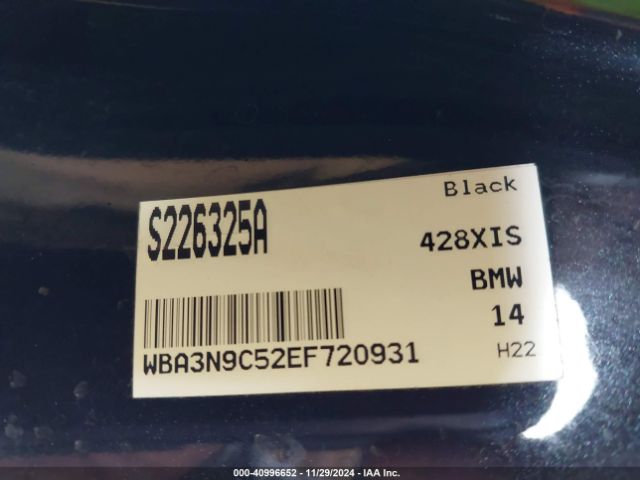 Black
S226325A
428XIS
BMW
14
WBA3N9C52EF720931
H22
000-40996652 - 11/29/2024 - IAA Inc.